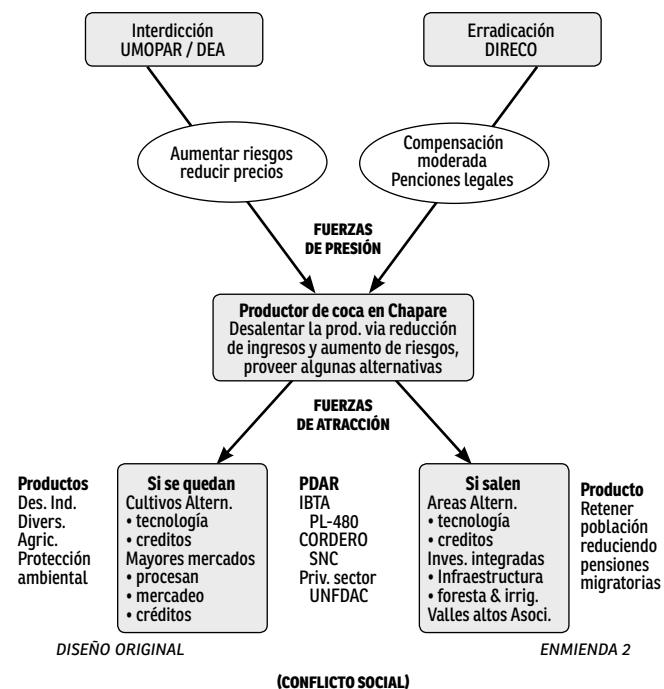 Interdicción
UMOPAR / DEA
Erradicación
DIRECO
Aumentar riesgos
reducir precios
Compensación
moderada
Penciones legales
FUERZAS
DE PRESIÓN
Productor de coca en Chapare
Desalentar la prod. via reducción
de ingresos y aumento de riesgos,
proveer algunas alternativas
FUERZAS
DE ATRACCIÓN
Productos
Des. Ind.
Divers.
Agric.
Protección
ambiental
Si se quedan
Cultivos Altern.
• tecnología
• creditos
Mayores mercados
• procesan
• mercadeo
• créditos
PDAR
IBTA
PL-480
CORDERO
SNC
Priv. sector
UNFDAC
Si salen
Areas Altern.
• tecnología
• creditos
Inves. integradas
• Infraestructura
• foresta & irrig.
Valles altos Asoci.
Producto
Retener
población
reduciendo
pensiones
migratorias
DISEÑO ORIGINAL
ENMIENDA 2
(CONFLICTO SOCIAL)